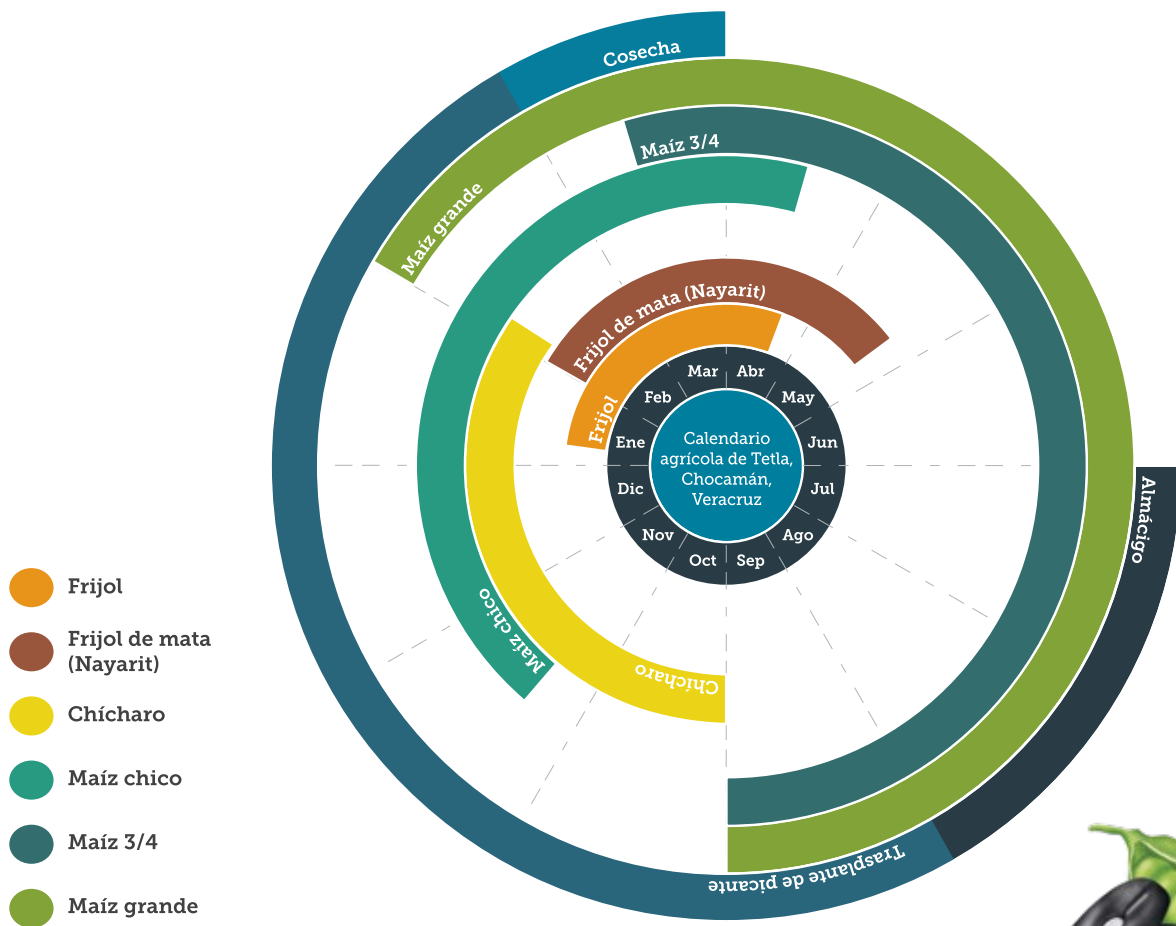 Cosecha
Maíz 3/4
Maíz grande
Frijol de mata (Nayarit)
Frijol
Mar
Abr
Feb
May
Ene
Jun
Dic
Jul
Nov
Ago
Oct
Sep
Calendario
agrícola de Tetla,
Chocamán,
Veracruz
Almácigo
Maíz chico
Chícharo
Trasplante de picante
Frijol
Frijol de mata
(Nayarit)
Chícharo
Maíz chico
Maíz 3/4
Maíz grande